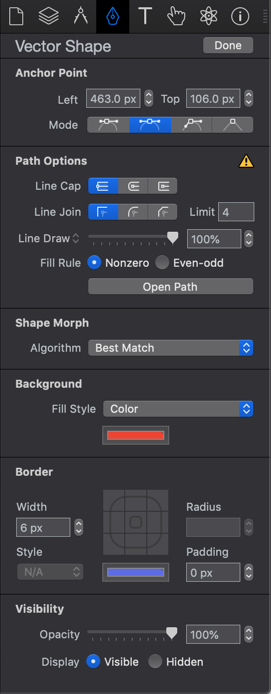 T
Vector Shape Done
Anchor Point
Left 463.0 px Top 106.0 px
Mode
Path Options
Line Cap
Line Join Limit 4
Line Draw 100%
Fill Rule Nonzero Even-odd
Open Path
Shape Morph
Algorithm Best Match
Background
Fill Style Color
Border
Width Radius
6 px
Style Padding
N/A 0 px
Visibility
Opacity 100%
Display Visible Hidden